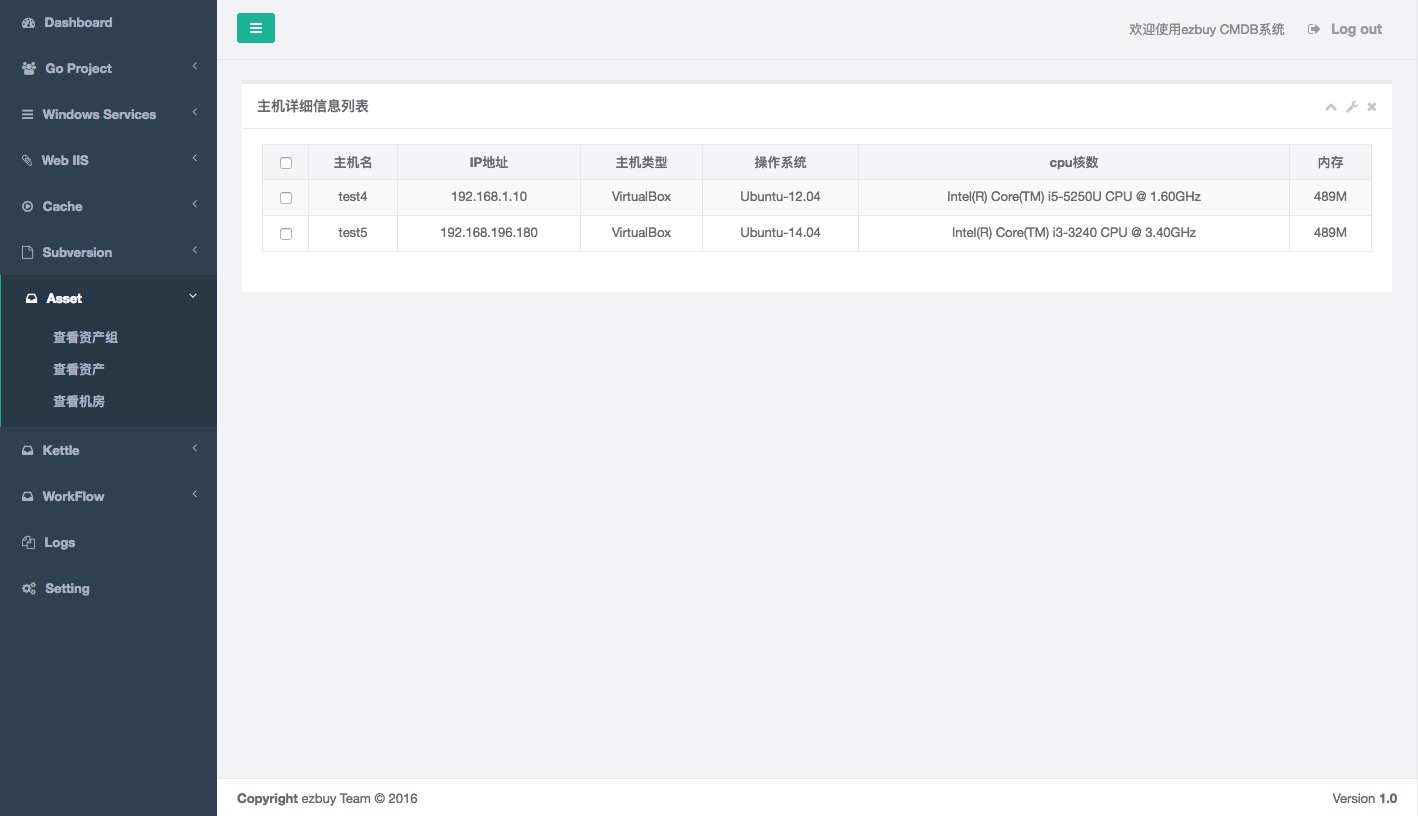 Dashboard
Go Project
Windows Services
Web IIS
Cache
Subversion
Asset
查看资产组
查看资产
查看机房
Kettle
WorkFlow
Logs
Setting
欢迎使用ezbuy CMDB系统 Log out
主机详细信息列表
主机名 IP地址 主机类型 操作系统 cpu核数 内存
test4 192.168.1.10 VirtualBox Ubuntu-12.04 Intel(R) Core(TM) i5-5250U CPU @ 1.60GHz 489M
test5 192.168.196.180 VirtualBox Ubuntu-14.04 Intel(R) Core(TM) i3-3240 CPU @ 3.40GHz 489M
Copyright ezbuy Team © 2016 Version 1.0